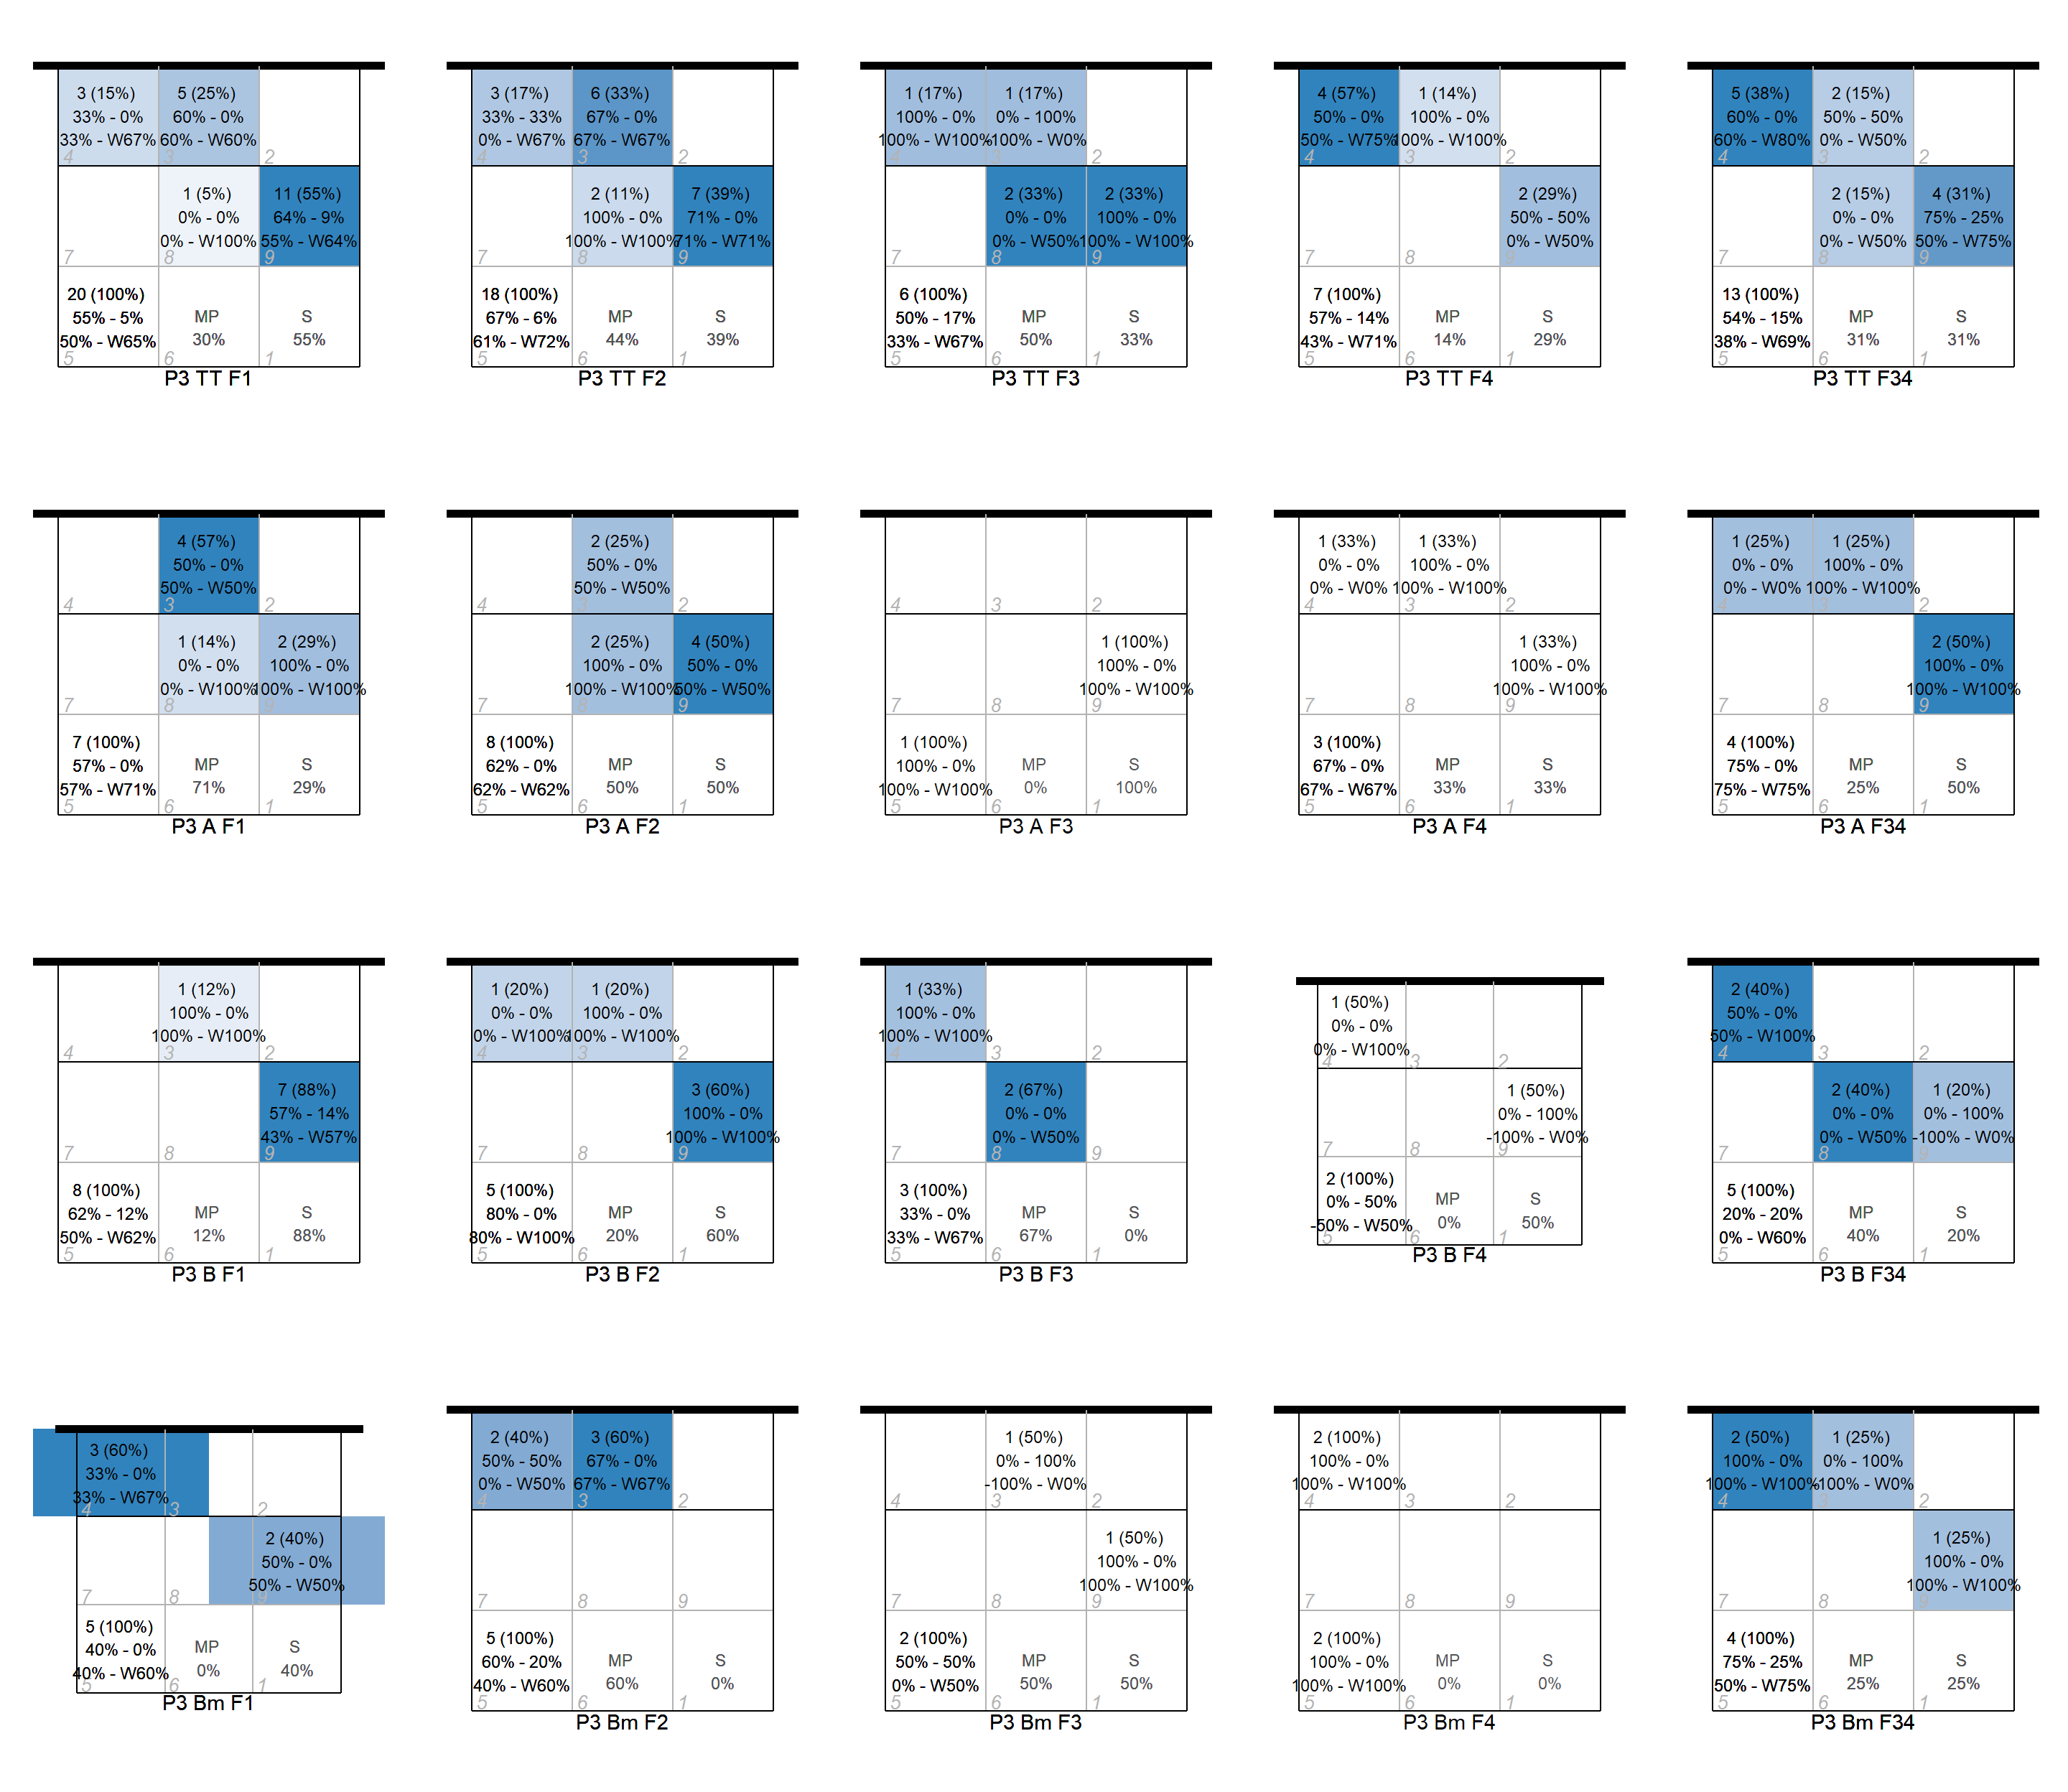 3 (15%)
33% - 0%
33% - W67%
4
5 (25%)
60% - 0%
60% - W60%
3
2
7
1 (5%)
0% - 0%
0% - W100%
8
11 (55%)
64% - 9%
55% - W64%
9
20 (100%)
55% - 5%
50% - W65%
5
MP
30%
6
S
55%
1
P3 TT F1
3 (17%)
33% - 33%
0% - W67%
4
6 (33%)
67% - 0%
67% - W67%
3
2
7
2 (11%)
100% - 0%
100% - W100%
8
7 (39%)
71% - 0%
71% - W71%
9
18 (100%)
67% - 6%
61% - W72%
5
MP
44%
6
S
39%
1
P3 TT F2
1 (17%)
100% - 0%
100% - W100%
4
1 (17%)
0% - 100%
-100% - W0%
3
2
7
2 (33%)
0% - 0%
0% - W50%
8
2 (33%)
100% - 0%
100% - W100%
9
6 (100%)
50% - 17%
33% - W67%
5
MP
50%
6
S
33%
1
P3 TT F3
4 (57%)
50% - 0%
50% - W75%
4
1 (14%)
100% - 0%
100% - W100%
3
2
7
8
2 (29%)
50% - 50%
0% - W50%
9
7 (100%)
57% - 14%
43% - W71%
5
MP
14%
6
S
29%
1
P3 TT F4
5 (38%)
60% - 0%
60% - W80%
4
2 (15%)
50% - 50%
0% - W50%
3
2
7
2 (15%)
0% - 0%
0% - W50%
8
4 (31%)
75% - 25%
50% - W75%
9
13 (100%)
54% - 15%
38% - W69%
5
MP
31%
6
S
31%
1
P3 TT F34
4
4 (57%)
50% - 0%
50% - W50%
3
2
7
1 (14%)
0% - 0%
0% - W100%
8
2 (29%)
100% - 0%
100% - W100%
9
7 (100%)
57% - 0%
57% - W71%
5
MP
71%
6
S
29%
1
P3 A F1
4
2 (25%)
50% - 0%
50% - W50%
3
2
7
2 (25%)
100% - 0%
100% - W100%
8
4 (50%)
50% - 0%
50% - W50%
9
8 (100%)
62% - 0%
62% - W62%
5
MP
50%
6
S
50%
1
P3 A F2
4
3
2
7
8
1 (100%)
100% - 0%
100% - W100%
9
1 (100%)
100% - 0%
100% - W100%
5
MP
0%
6
S
100%
1
P3 A F3
1 (33%)
0% - 0%
0% - W0%
4
1 (33%)
100% - 0%
100% - W100%
3
2
7
8
1 (33%)
100% - 0%
100% - W100%
9
3 (100%)
67% - 0%
67% - W67%
5
MP
33%
6
S
33%
1
P3 A F4
1 (25%)
0% - 0%
0% - W0%
4
1 (25%)
100% - 0%
100% - W100%
3
2
7
8
2 (50%)
100% - 0%
100% - W100%
9
4 (100%)
75% - 0%
75% - W75%
5
MP
25%
6
S
50%
1
P3 A F34
4
1 (12%)
100% - 0%
100% - W100%
3
2
7
8
7 (88%)
57% - 14%
43% - W57%
9
8 (100%)
62% - 12%
50% - W62%
5
MP
12%
6
S
88%
1
P3 B F1
1 (20%)
0% - 0%
0% - W100%
4
1 (20%)
100% - 0%
100% - W100%
3
2
7
8
3 (60%)
100% - 0%
100% - W100%
9
5 (100%)
80% - 0%
80% - W100%
5
MP
20%
6
S
60%
1
P3 B F2
1 (33%)
100% - 0%
100% - W100%
4
3
2
7
2 (67%)
0% - 0%
0% - W50%
8
9
3 (100%)
33% - 0%
33% - W67%
5
MP
67%
6
S
0%
1
P3 B F3
1 (50%)
0% - 0%
0% - W100%
4
3
2
7
8
1 (50%)
0% - 100%
-100% - W0%
9
2 (100%)
0% - 50%
-50% - W50%
5
MP
0%
6
S
50%
1
P3 B F4
2 (40%)
50% - 0%
50% - W100%
4
3
2
7
2 (40%)
0% - 0%
0% - W50%
8
1 (20%)
0% - 100%
-100% - W0%
9
5 (100%)
20% - 20%
0% - W60%
5
MP
40%
6
S
20%
1
P3 B F34
3 (60%)
33% - 0%
33% - W67%
4
3
2
7
8
2 (40%)
50% - 0%
50% - W50%
9
5 (100%)
40% - 0%
40% - W60%
5
MP
0%
6
S
40%
1
P3 Bm F1
2 (40%)
50% - 50%
0% - W50%
4
3 (60%)
67% - 0%
67% - W67%
3
2
7
8
9
5 (100%)
60% - 20%
40% - W60%
5
MP
60%
6
S
0%
1
P3 Bm F2
4
1 (50%)
0% - 100%
-100% - W0%
3
2
7
8
1 (50%)
100% - 0%
100% - W100%
9
2 (100%)
50% - 50%
0% - W50%
5
MP
50%
6
S
50%
1
P3 Bm F3
2 (100%)
100% - 0%
100% - W100%
4
3
2
7
8
9
2 (100%)
100% - 0%
100% - W100%
5
MP
0%
6
S
0%
1
P3 Bm F4
2 (50%)
100% - 0%
100% - W100%
4
1 (25%)
0% - 100%
-100% - W0%
3
2
7
8
1 (25%)
100% - 0%
100% - W100%
9
4 (100%)
75% - 25%
50% - W75%
5
MP
25%
6
S
25%
1
P3 Bm F34